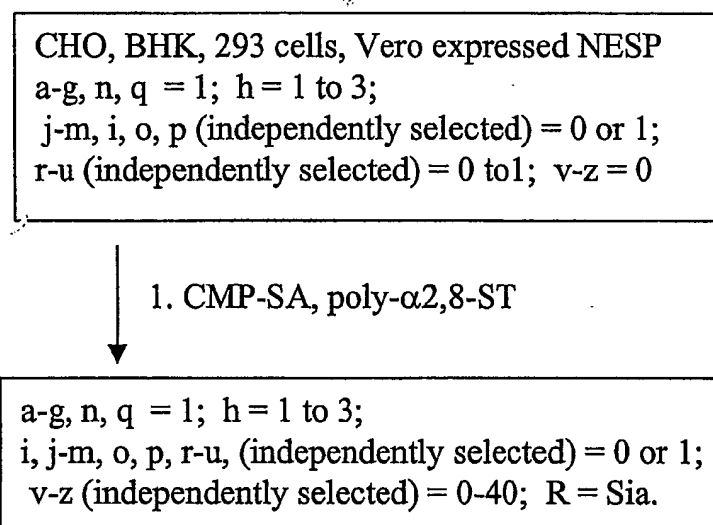 CHO, BHK, 293 cells, Vero expressed NESP
a-g, n, q = 1; h = 1 to 3;
j-m, i, o, p (independently selected) = 0 or 1;
r-u (independently selected) = 0 to1; v-z = 0
1. CMP-SA, poly-α2,8-ST
a-g, n, q = 1; h = 1 to 3;
i, j-m, o, p, r-u, (independently selected) = 0 or 1;
v-z (independently selected) = 0-40; R = Sia.